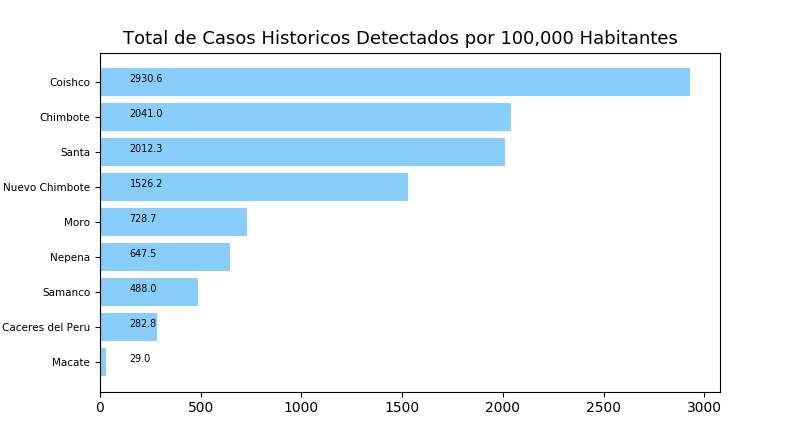 Total de Casos Historicos Detectados por 100,000 Habitantes
Coishco 2930.6
Chimbote 2041.0
Santa 2012.3
Nuevo Chimbote 1526.2
Moro 728.7
Nepena 647.5
Samanco 488.0
Caceres del Peru 282.8
Macate 29.0
0 500 1000 1500 2000 2500 3000